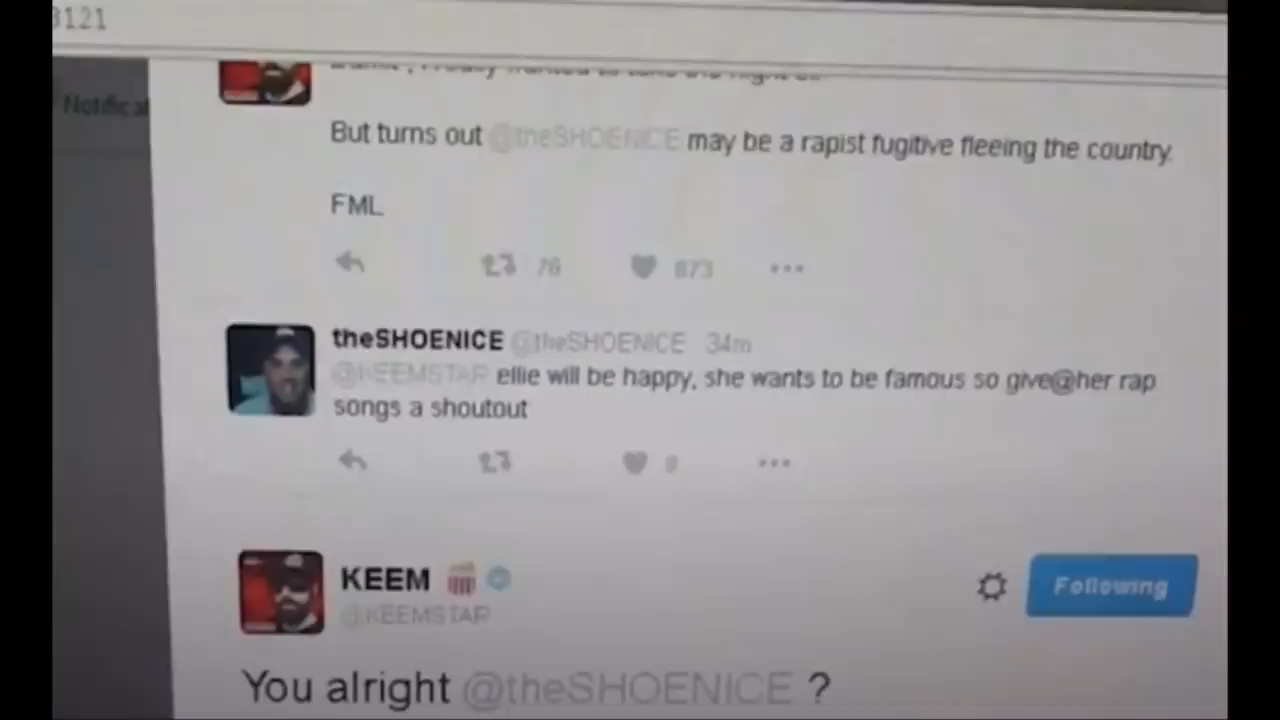 3121
Notificat
But turns out @theSHOENICE may be a rapist fugitive fleeing the country.
FML
76 873
theSHOENICE @theSHOENICE 34m
@KEEMSTAR ellie will be happy, she wants to be famous so give@her rap
songs a shoutout
KEEM
@KEEMSTAR
Following
You alright @theSHOENICE ?